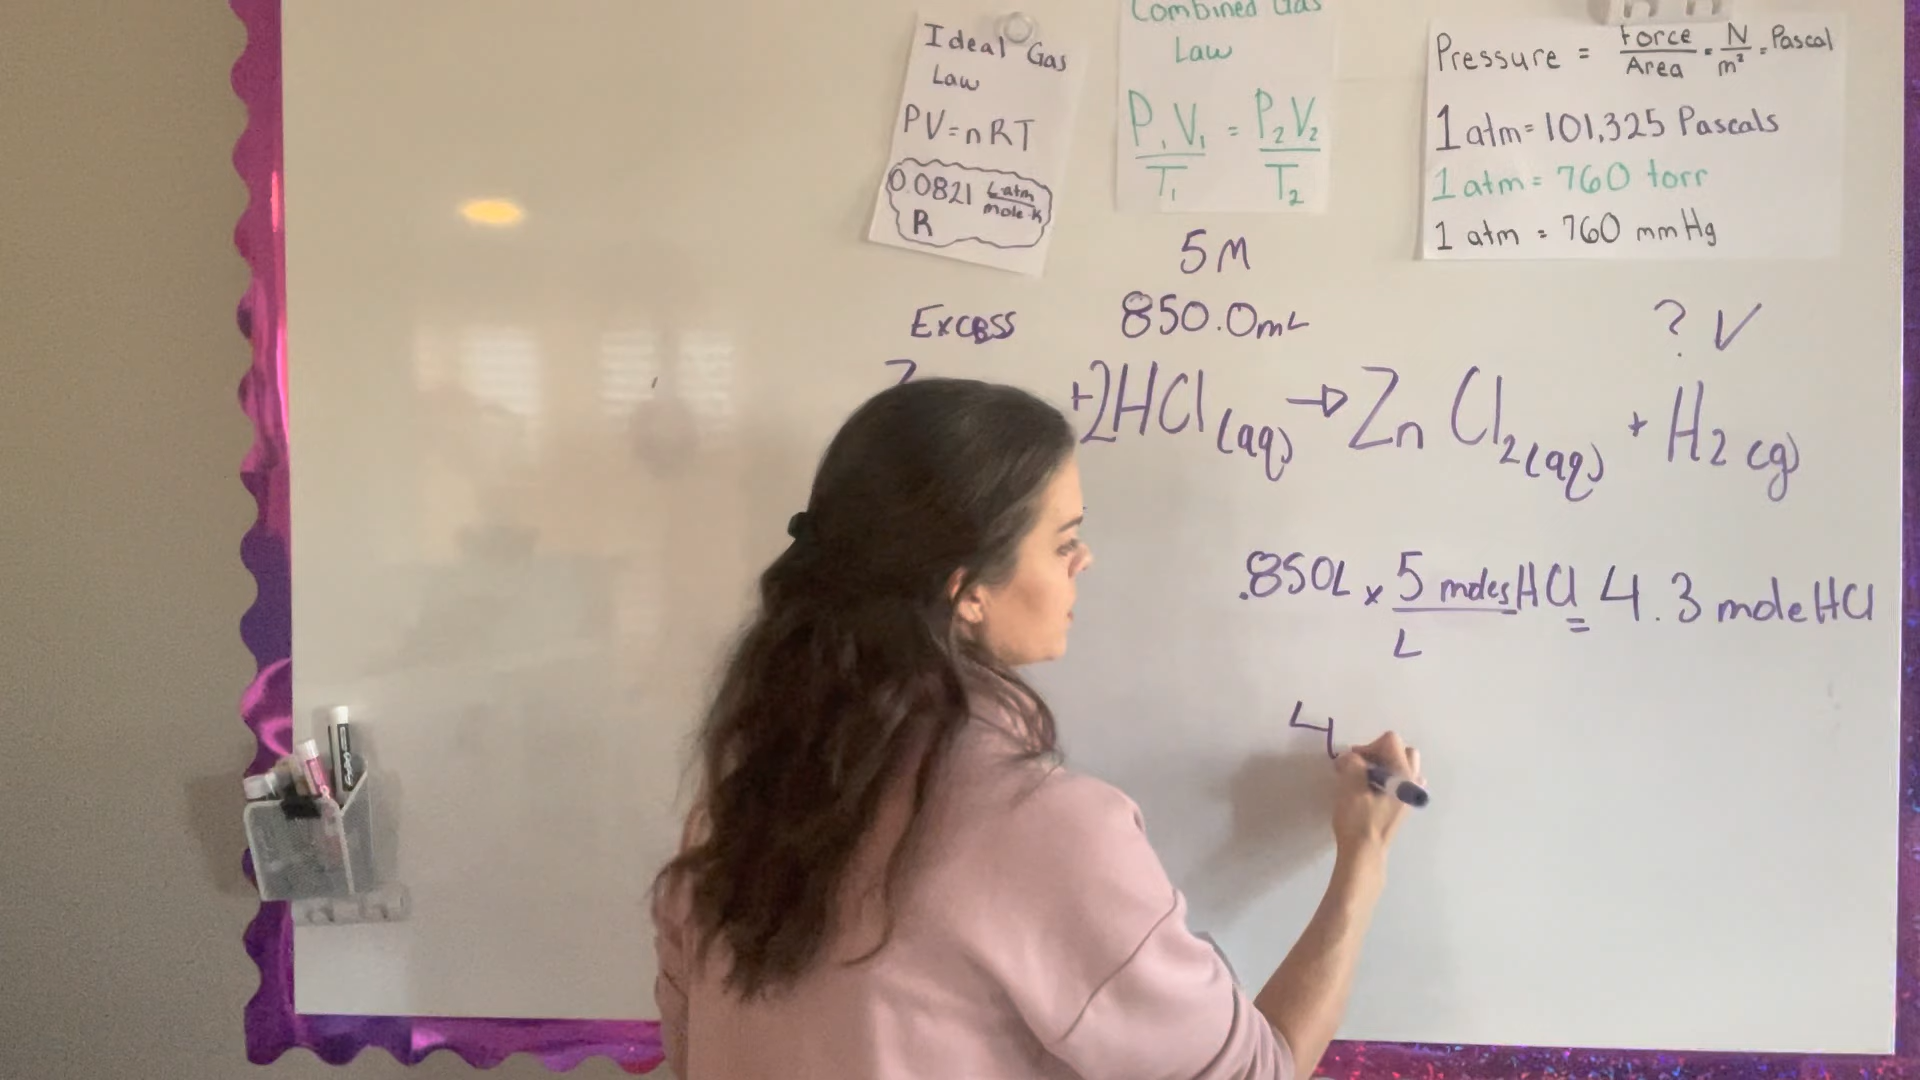 Ideal Gas
Law
PV=nRT
0.0821 L·atm/mole·K
R
Combined Gas
Law
P₁V₁/T₁ = P₂V₂/T₂
Pressure = Force/Area = N/m² = Pascal
1 atm = 101,325 Pascals
1 atm = 760 torr
1 atm = 760 mmHg
5M
Excess 850.0mL ? V
+2HCl(aq) → ZnCl₂(aq) + H₂(g)
.850L x 5 moles HCl/L = 4.3 mole HCl
4